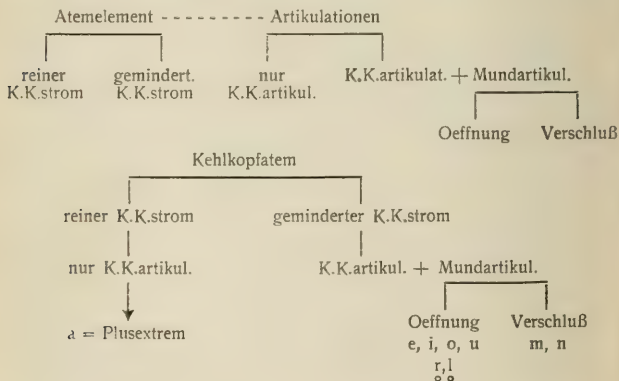 Atemelement - - - - - - - - - - Artikulationen
reiner gemindert. nur K.K.artikulat. + Mundartikul.
K.K.strom K.K.strom K.K.artikul.
Oeffnung Verschluß
Kehlkopfatem
reiner K.K.strom geminderter K.K.strom
nur K.K.artikul. K.K.artikul. + Mundartikul.
a = Plusextrem Oeffnung Verschluß
e, i, o, u m, n
r, l